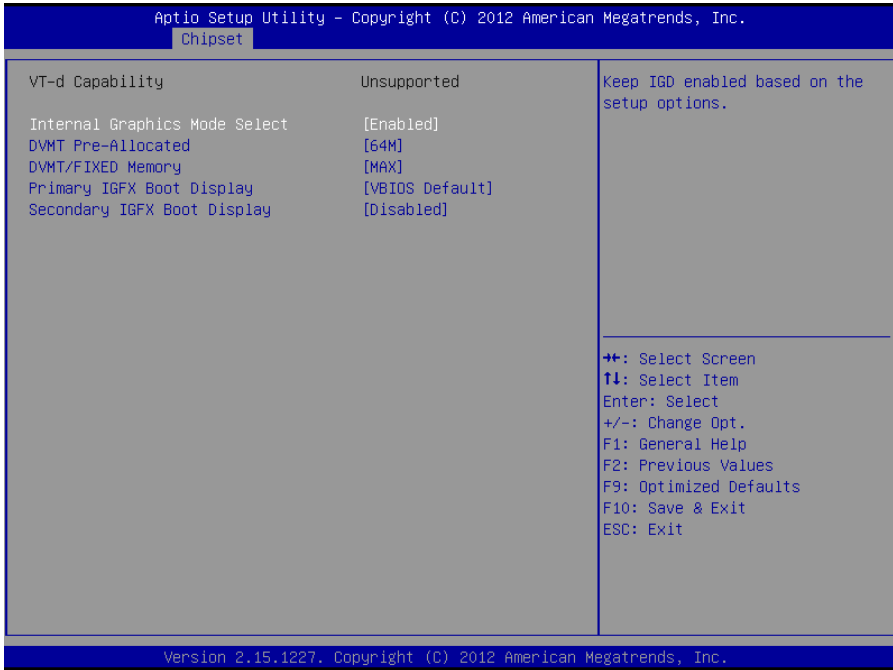 Aptio Setup Utility – Copyright (C) 2012 American Megatrends, Inc.
Chipset
VT-d Capability Unsupported
Internal Graphics Mode Select [Enabled]
DVMT Pre-Allocated [64M]
DVMT/FIXED Memory [MAX]
Primary IGFX Boot Display [VBIOS Default]
Secondary IGFX Boot Display [Disabled]
Keep IGD enabled based on the
setup options.
→←: Select Screen
↑↓: Select Item
Enter: Select
+/-: Change Opt.
F1: General Help
F2: Previous Values
F9: Optimized Defaults
F10: Save & Exit
ESC: Exit
Version 2.15.1227. Copyright (C) 2012 American Megatrends, Inc.